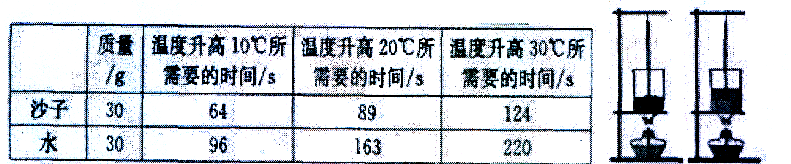 质量/g 温度升高10℃所需要的时间/s 温度升高20℃所需要的时间/s 温度升高30℃所需要的时间/s
沙子 30 64 89 124
水 30 96 163 220